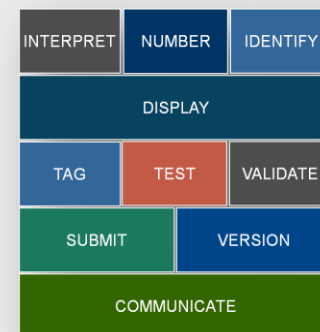 INTERPRET NUMBER IDENTIFY
DISPLAY
TAG TEST VALIDATE
SUBMIT VERSION
COMMUNICATE